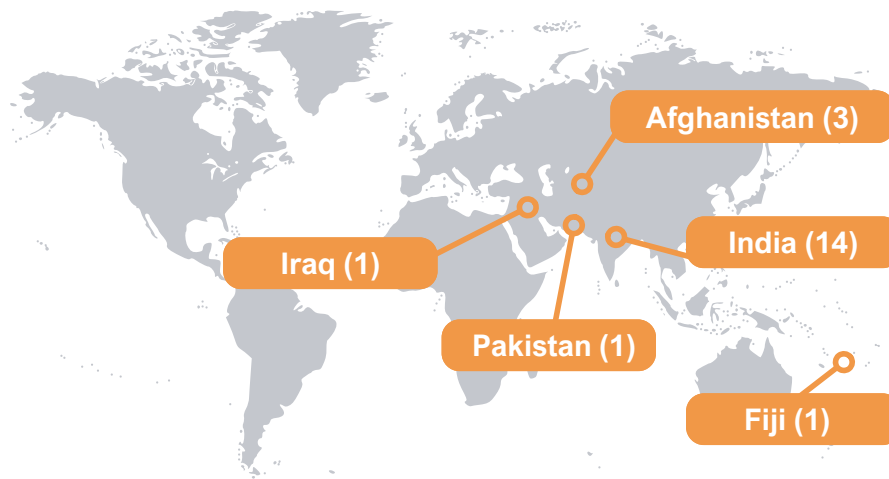 Afghanistan (3)
India (14)
Iraq (1)
Pakistan (1)
Fiji (1)